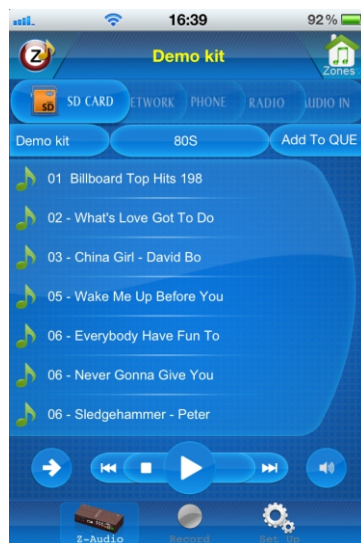 16:39 92%
Z Demo kit Zones
SD SD CARD ETWORK PHONE RADIO UDIO IN
Demo kit 80S Add To QUE
01 Billboard Top Hits 198
02 - What's Love Got To Do
03 - China Girl - David Bo
05 - Wake Me Up Before You
06 - Everybody Have Fun To
06 - Never Gonna Give You
06 - Sledgehammer - Peter
Z-Audio Record Set Up